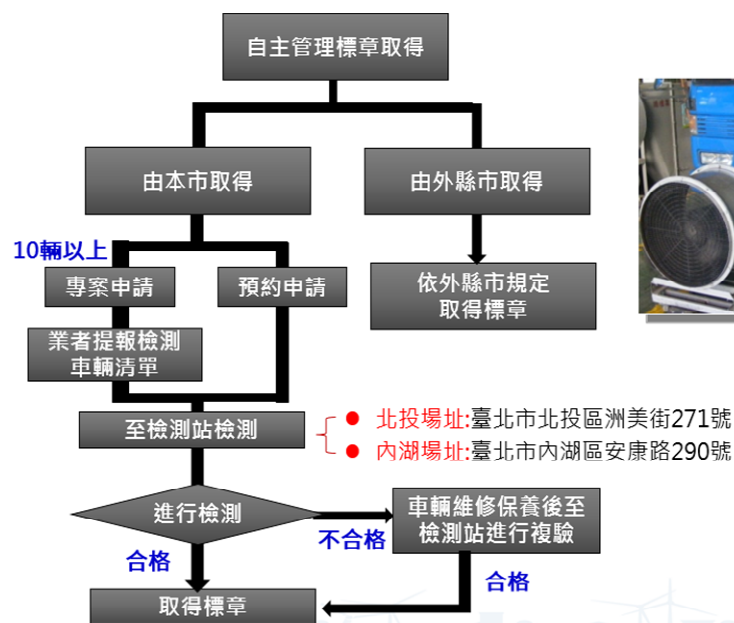 自主管理標章取得
由本市取得
由外縣市取得
10輛以上
專案申請
預約申請
依外縣市規定
取得標章
業者提報檢測
車輛清單
至檢測站檢測
● 北投場址:臺北市北投區洲美街271號
● 內湖場址:臺北市內湖區安康路290號
進行檢測
車輛維修保養後至
檢測站進行複驗
不合格
合格
合格
取得標章